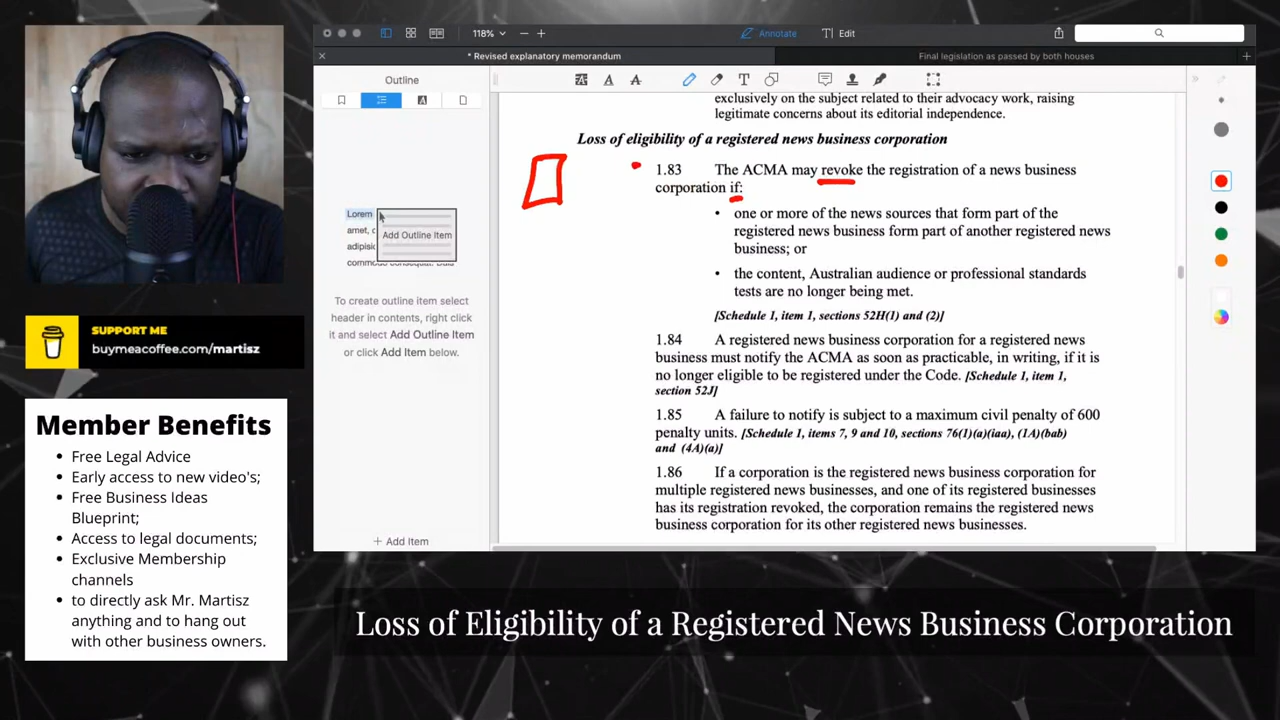 118%
Annotate
Edit
* Revised explanatory memorandum
Final legislation as passed by both houses
Outline
exclusively on the subject related to their advocacy work, raising
legitimate concerns about its editorial independence.
Loss of eligibility of a registered news business corporation
1.83 The ACMA may revoke the registration of a news business
corporation if:
• one or more of the news sources that form part of the
registered news business form part of another registered news
business; or
• the content, Australian audience or professional standards
tests are no longer being met.
[Schedule 1, item 1, sections 52H(1) and (2)]
1.84 A registered news business corporation for a registered news
business must notify the ACMA as soon as practicable, in writing, if it is
no longer eligible to be registered under the Code. [Schedule 1, item 1,
section 52J]
1.85 A failure to notify is subject to a maximum civil penalty of 600
penalty units. [Schedule 1, items 7, 9 and 10, sections 76(1)(a)(iaa), (1A)(bab)
and (4A)(a)]
1.86 If a corporation is the registered news business corporation for
multiple registered news businesses, and one of its registered businesses
has its registration revoked, the corporation remains the registered news
business corporation for its other registered news businesses.
Lorem
amet,
Add Outline Item
To create outline item select
header in contents, right click
it and select Add Outline Item
or click Add Item below.
+ Add Item
SUPPORT ME
buymeacoffee.com/martisz
Member Benefits
• Free Legal Advice
• Early access to new video's;
• Free Business Ideas
Blueprint;
• Access to legal documents;
• Exclusive Membership
channels
• to directly ask Mr. Martisz
anything and to hang out
with other business owners.
Loss of Eligibility of a Registered News Business Corporation